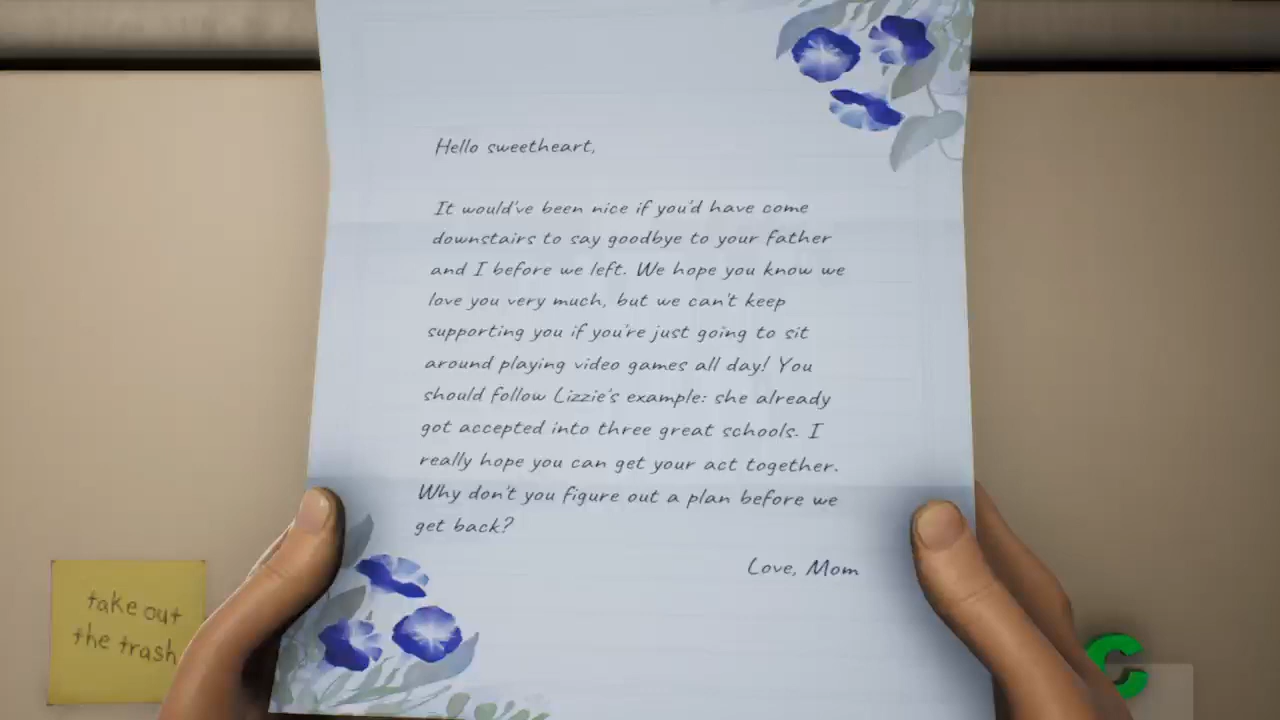 Hello sweetheart,
It would've been nice if you'd have come
downstairs to say goodbye to your father
and I before we left. We hope you know we
love you very much, but we can't keep
supporting you if you're just going to sit
around playing video games all day! You
should follow Lizzie's example: she already
got accepted into three great schools. I
really hope you can get your act together.
Why don't you figure out a plan before we
get back?
Love, Mom
take out
the trash
C